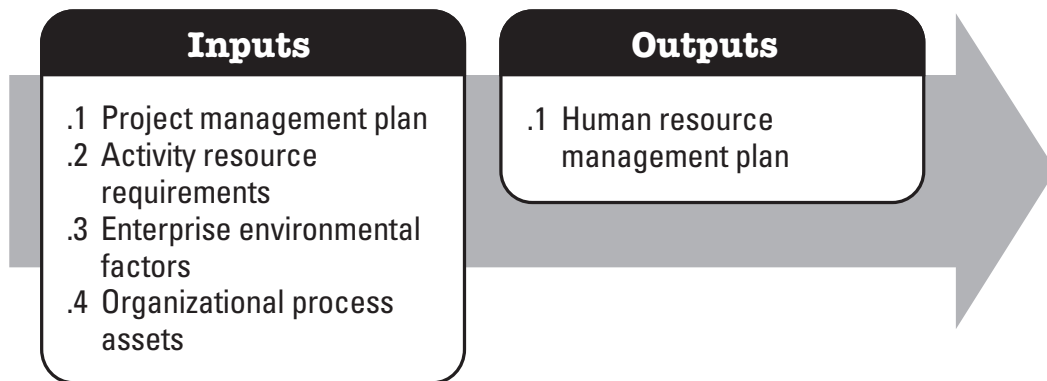 Inputs
.1 Project management plan
.2 Activity resource
requirements
.3 Enterprise environmental
factors
.4 Organizational process
assets
Outputs
.1 Human resource
management plan